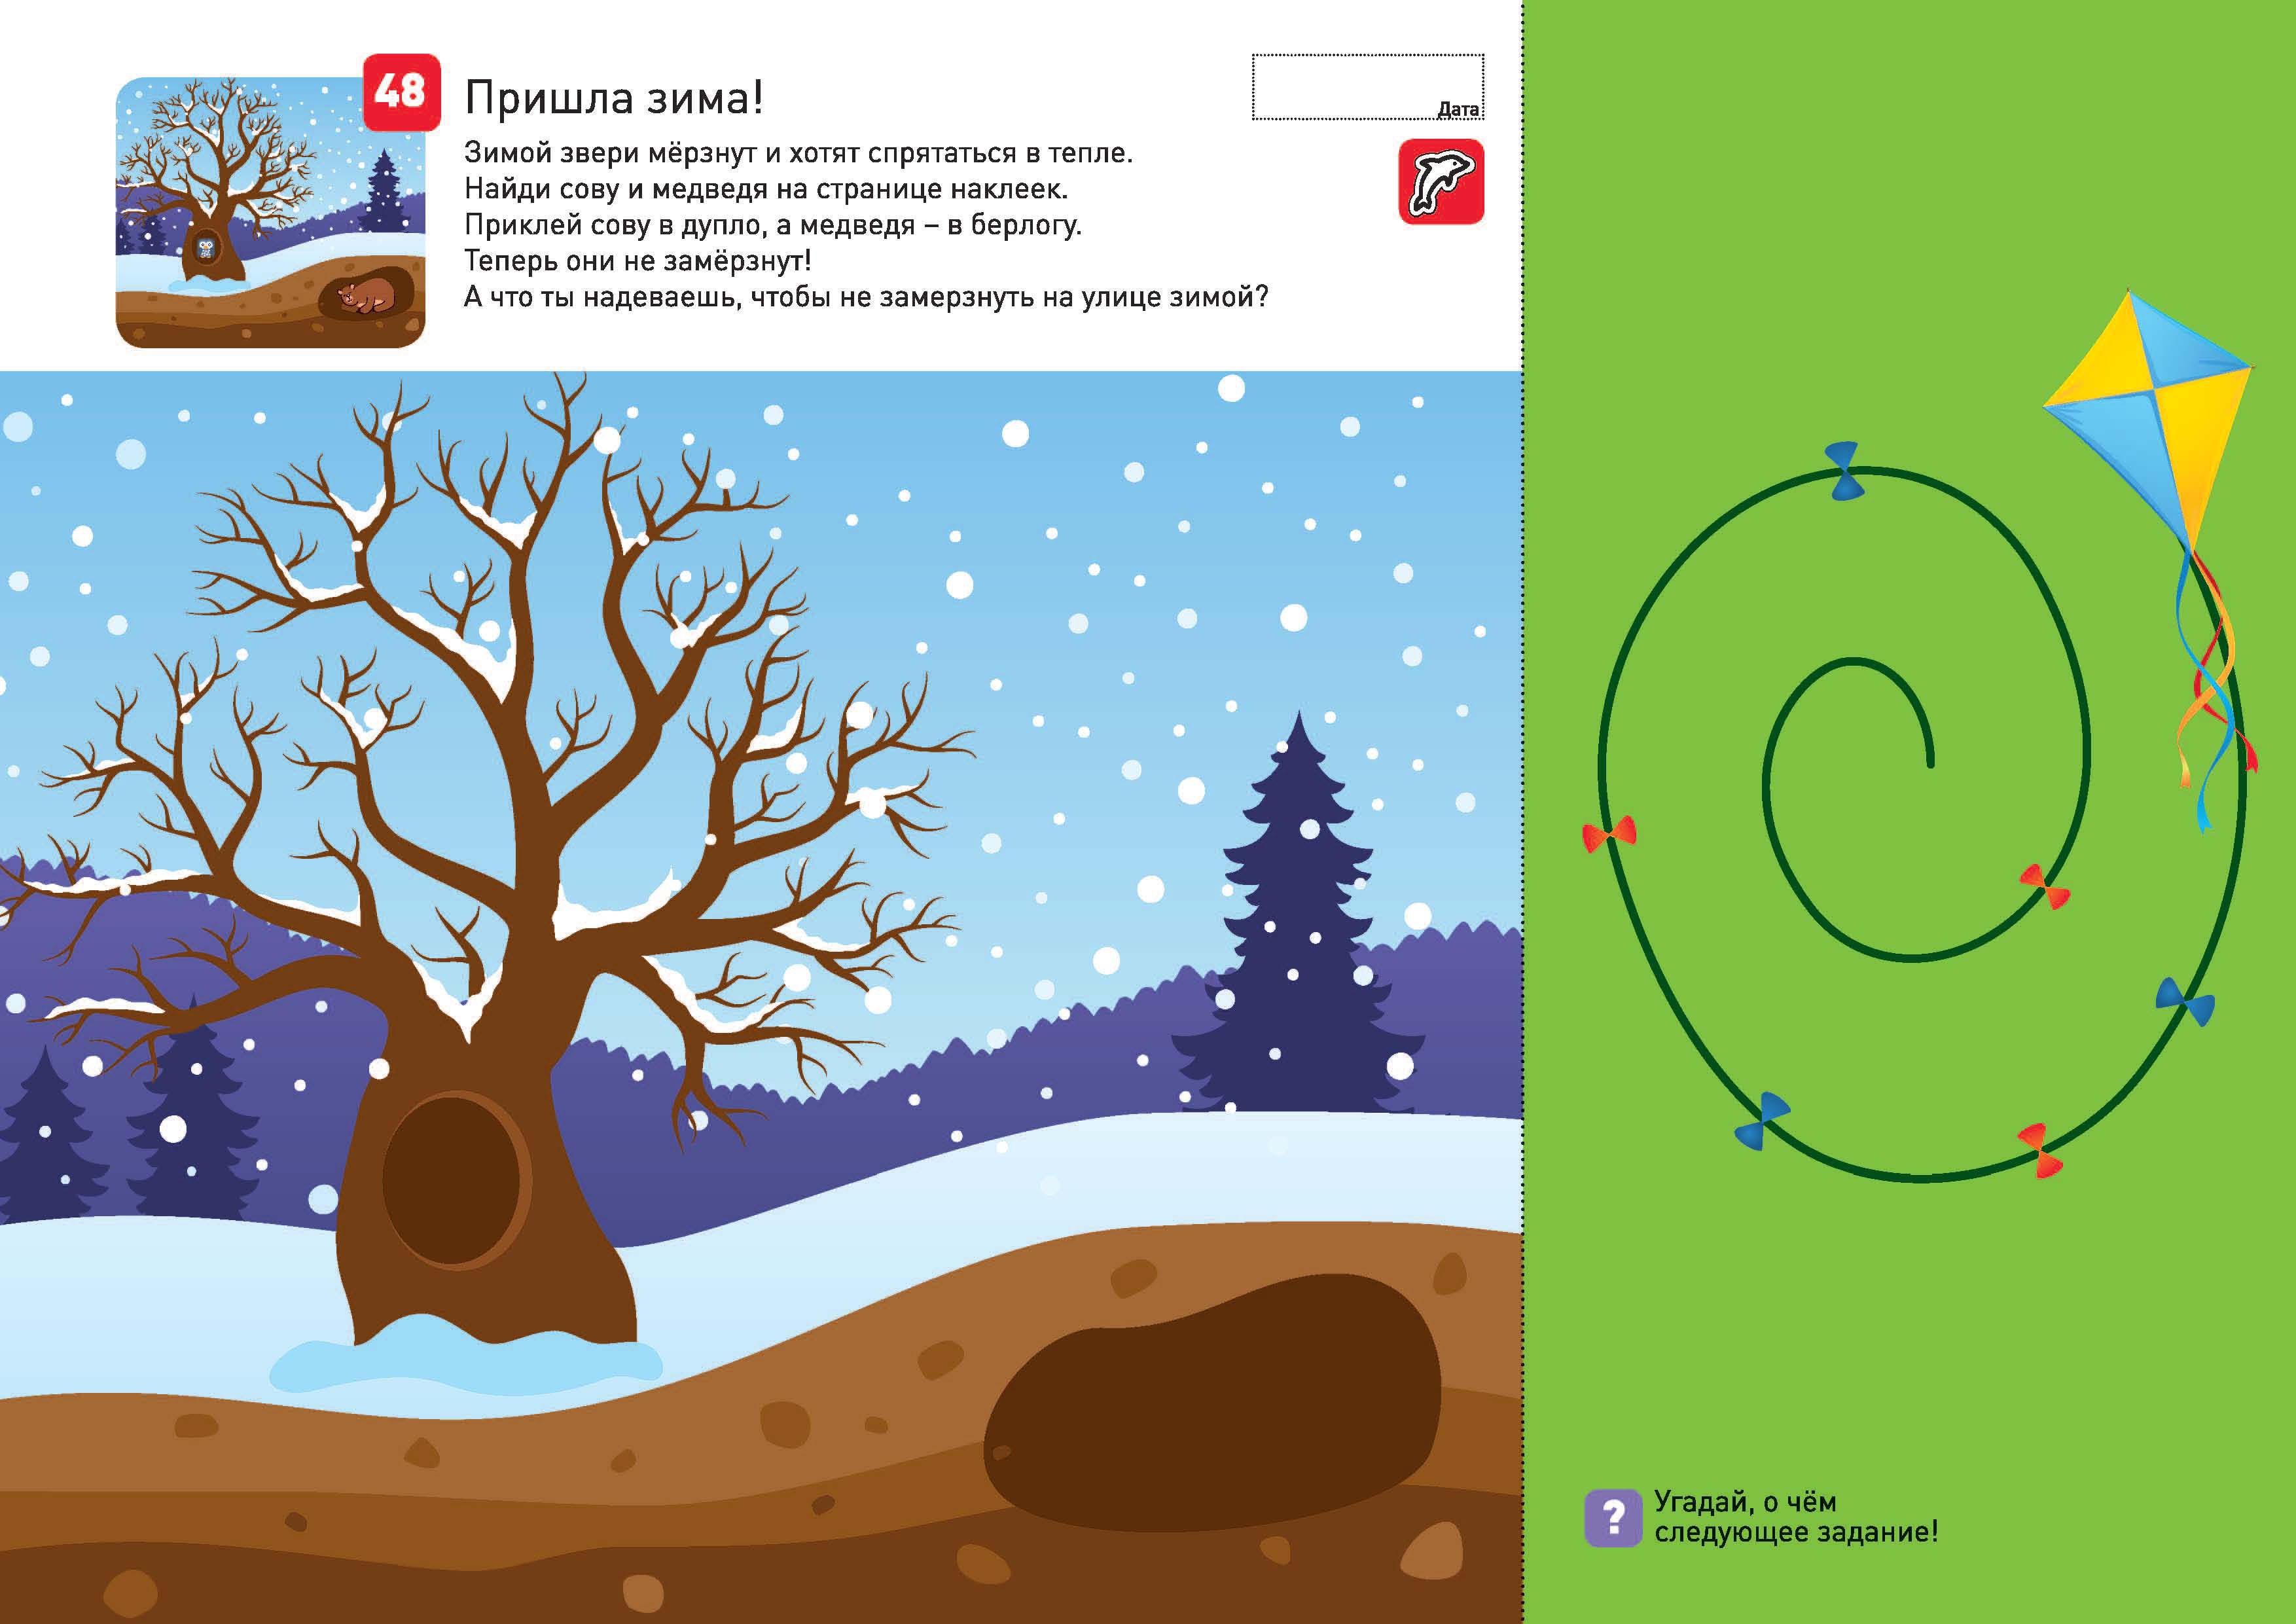 48
Пришла зима!
Дата
Зимой звери мёрзнут и хотят спрятаться в тепле.
Найди сову и медведя на странице наклеек.
Приклей сову в дупло, а медведя – в берлогу.
Теперь они не замёрзнут!
А что ты надеваешь, чтобы не замерзнуть на улице зимой?
?
Угадай, о чём
следующее задание!